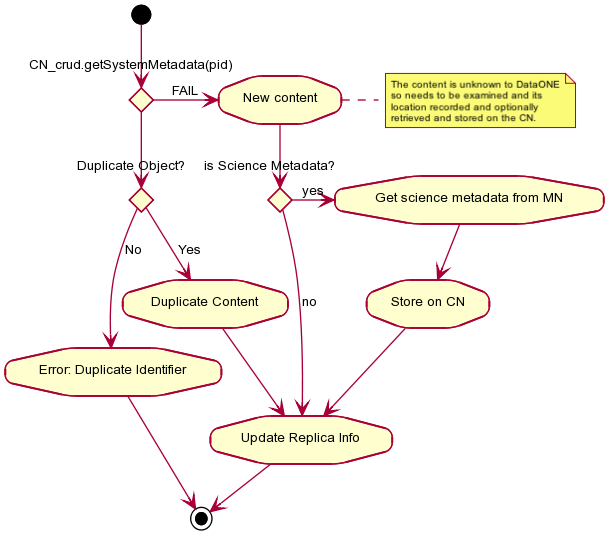 CN_crud.getSystemMetadata(pid)
FAIL
New content
The content is unknown to DataONE
so needs to be examined and its
location recorded and optionally
retrieved and stored on the CN.
Duplicate Object?
is Science Metadata?
yes
Get science metadata from MN
No
Yes
Duplicate Content
no
Store on CN
Error: Duplicate Identifier
Update Replica Info